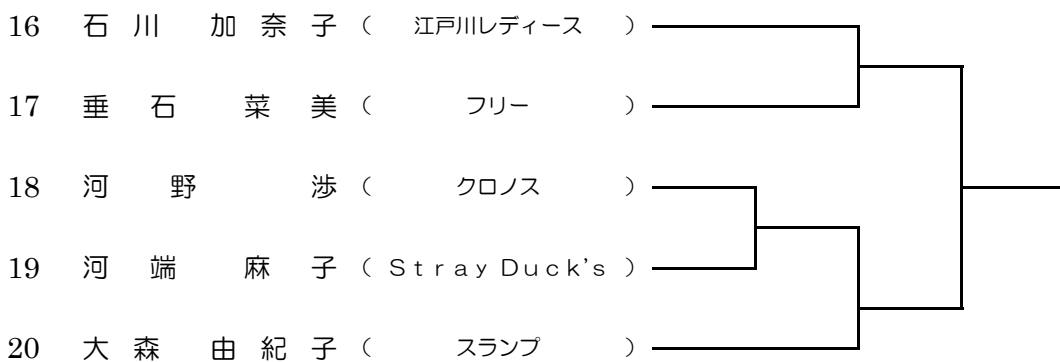 16 石川 加奈子 ( 江戸川レディース )
17 垂石 菜美 ( フリー )
18 河野 渉 ( クロノス )
19 河端 麻子 ( Stray Duck's )
20 大森 由紀子 ( スランプ )